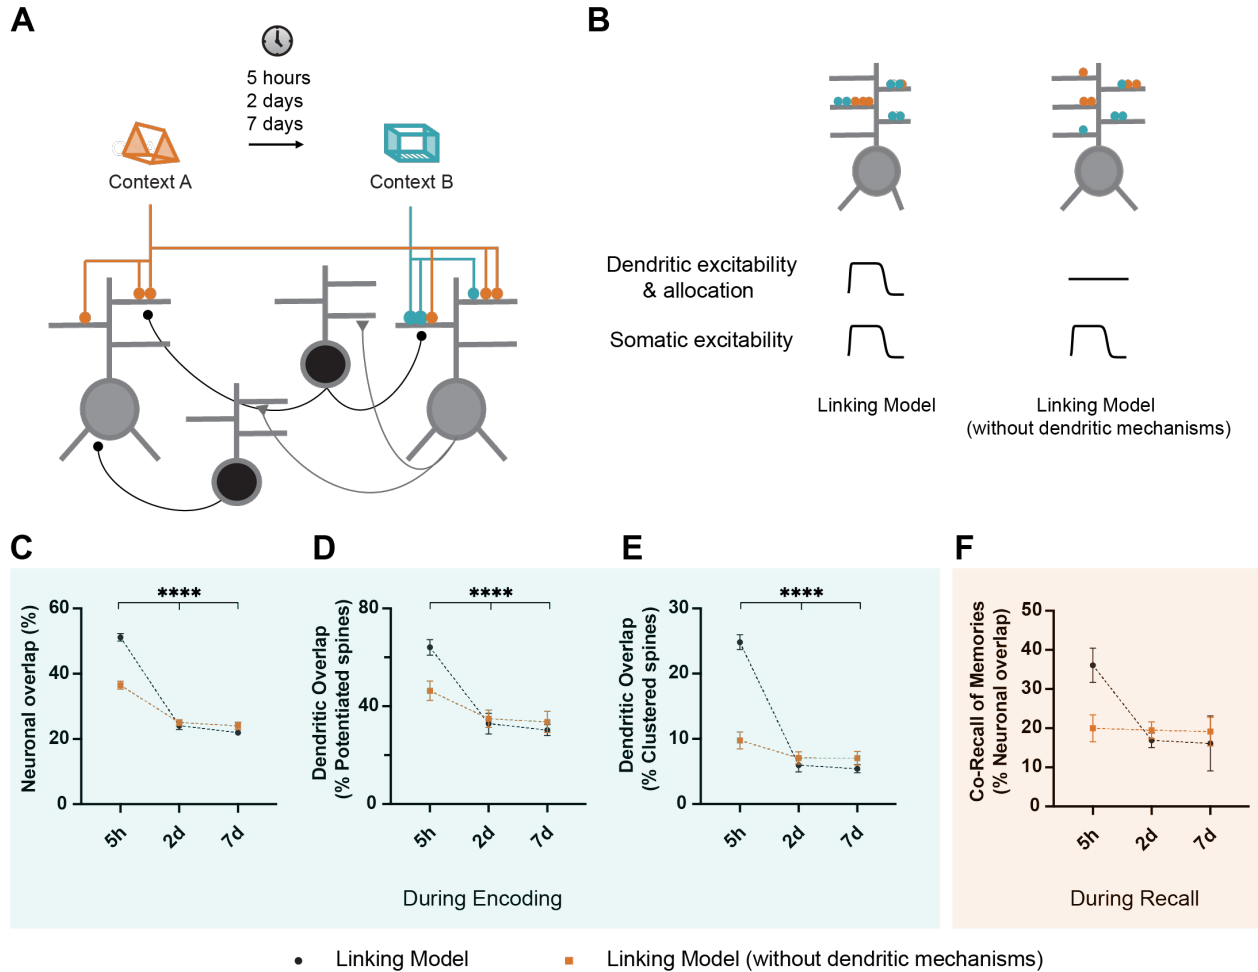 A
5 hours
2 days
7 days
Context A
Context B
B
Dendritic excitability
& allocation
Somatic excitability
Linking Model
Linking Model
(without dendritic mechanisms)
C
Neuronal overlap (%)
60
40
20
0
****
5h
2d
7d
D
Dendritic Overlap
(% Potentiated spines)
80
40
0
****
5h
2d
7d
E
Dendritic Overlap
(% Clustered spines)
30
20
10
0
****
5h
2d
7d
During Encoding
F
Co-Recall of Memories
(% Neuronal overlap)
50
40
30
20
10
0
5h
2d
7d
During Recall
Linking Model
Linking Model (without dendritic mechanisms)